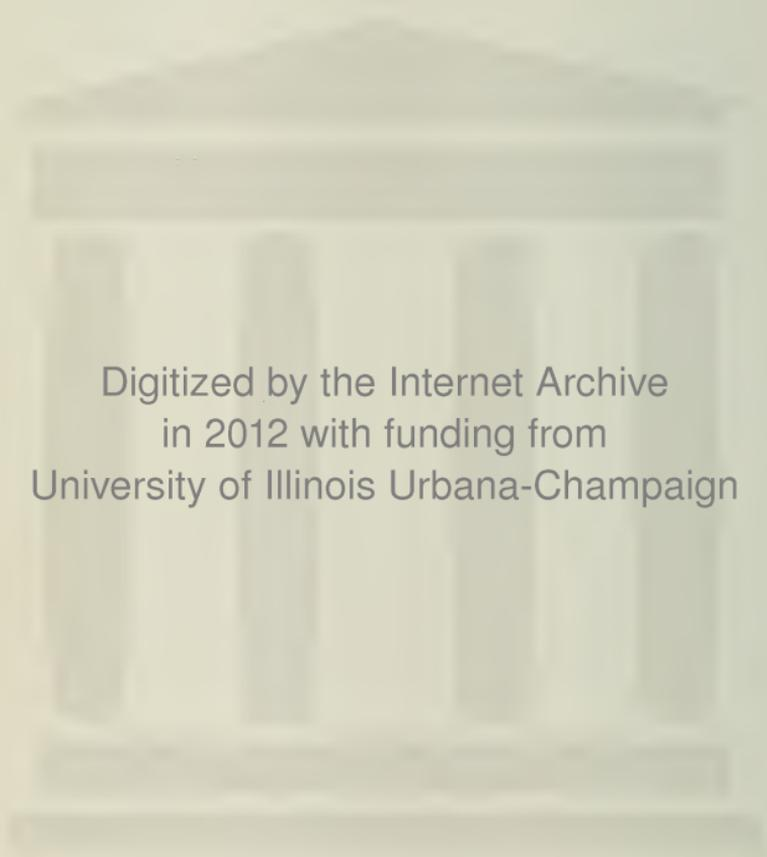 Digitized by the Internet Archive
in 2012 with funding from
University of Illinois Urbana-Champaign